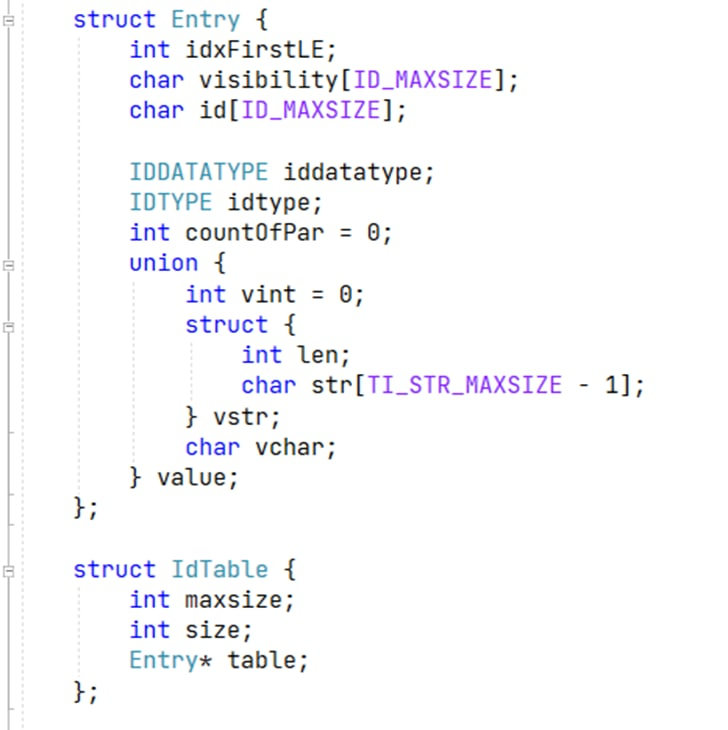 struct Entry {
int idxFirstLE;
char visibility[ID_MAXSIZE];
char id[ID_MAXSIZE];
IDDATATYPE iddatatype;
IDTYPE idtype;
int countOfPar = 0;
union {
int vint = 0;
struct {
int len;
char str[TI_STR_MAXSIZE - 1];
} vstr;
char vchar;
} value;
};
struct IdTable {
int maxsize;
int size;
Entry* table;
};